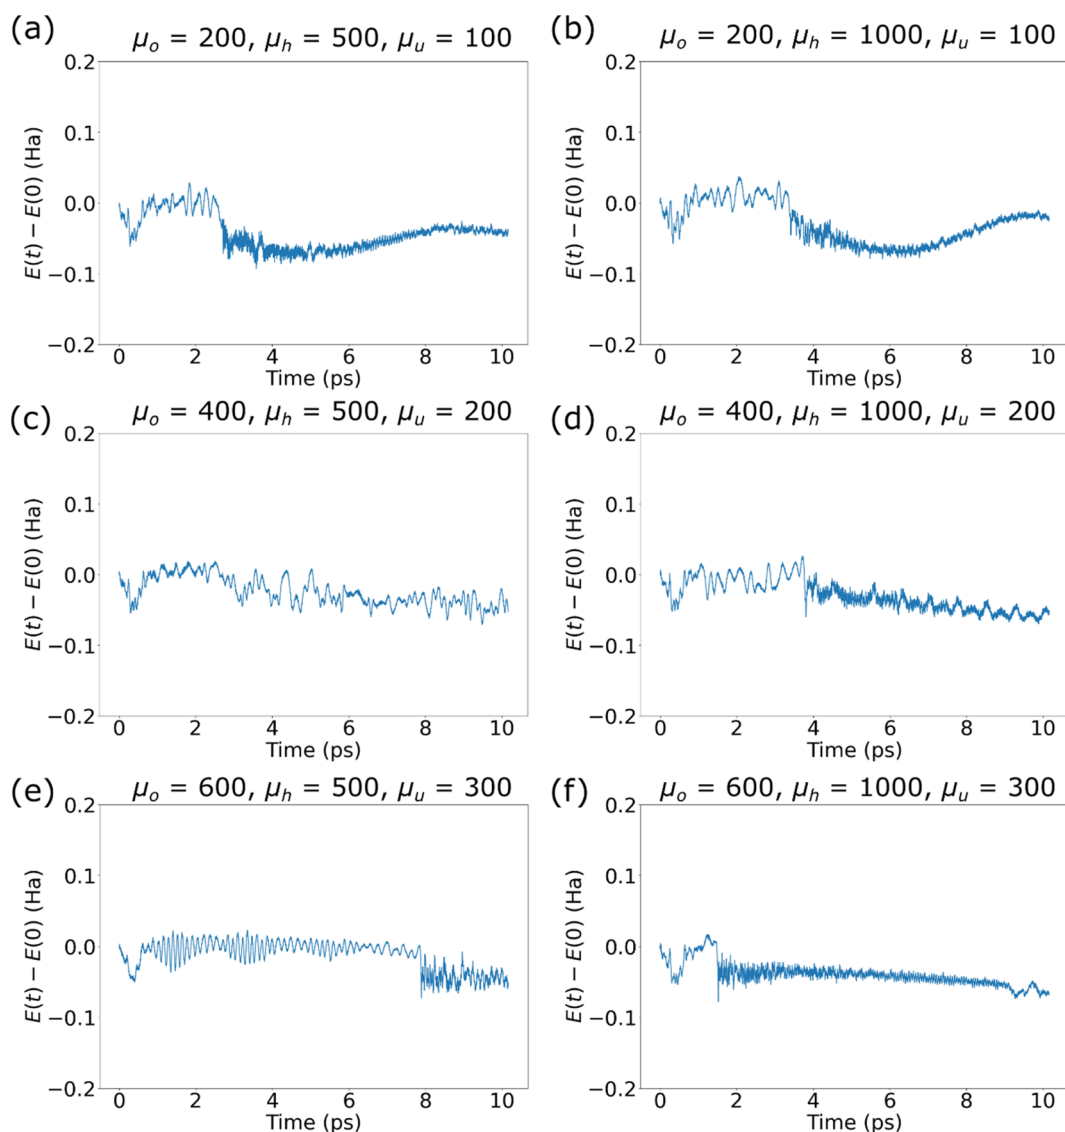 (a) μo = 200, μh = 500, μu = 100
0.2
0.1
0.0
−0.1
−0.2
E(t) − E(0) (Ha)
0 2 4 6 8 10
Time (ps)
(b) μo = 200, μh = 1000, μu = 100
0.2
0.1
0.0
−0.1
−0.2
E(t) − E(0) (Ha)
0 2 4 6 8 10
Time (ps)
(c) μo = 400, μh = 500, μu = 200
0.2
0.1
0.0
−0.1
−0.2
E(t) − E(0) (Ha)
0 2 4 6 8 10
Time (ps)
(d) μo = 400, μh = 1000, μu = 200
0.2
0.1
0.0
−0.1
−0.2
E(t) − E(0) (Ha)
0 2 4 6 8 10
Time (ps)
(e) μo = 600, μh = 500, μu = 300
0.2
0.1
0.0
−0.1
−0.2
E(t) − E(0) (Ha)
0 2 4 6 8 10
Time (ps)
(f) μo = 600, μh = 1000, μu = 300
0.2
0.1
0.0
−0.1
−0.2
E(t) − E(0) (Ha)
0 2 4 6 8 10
Time (ps)